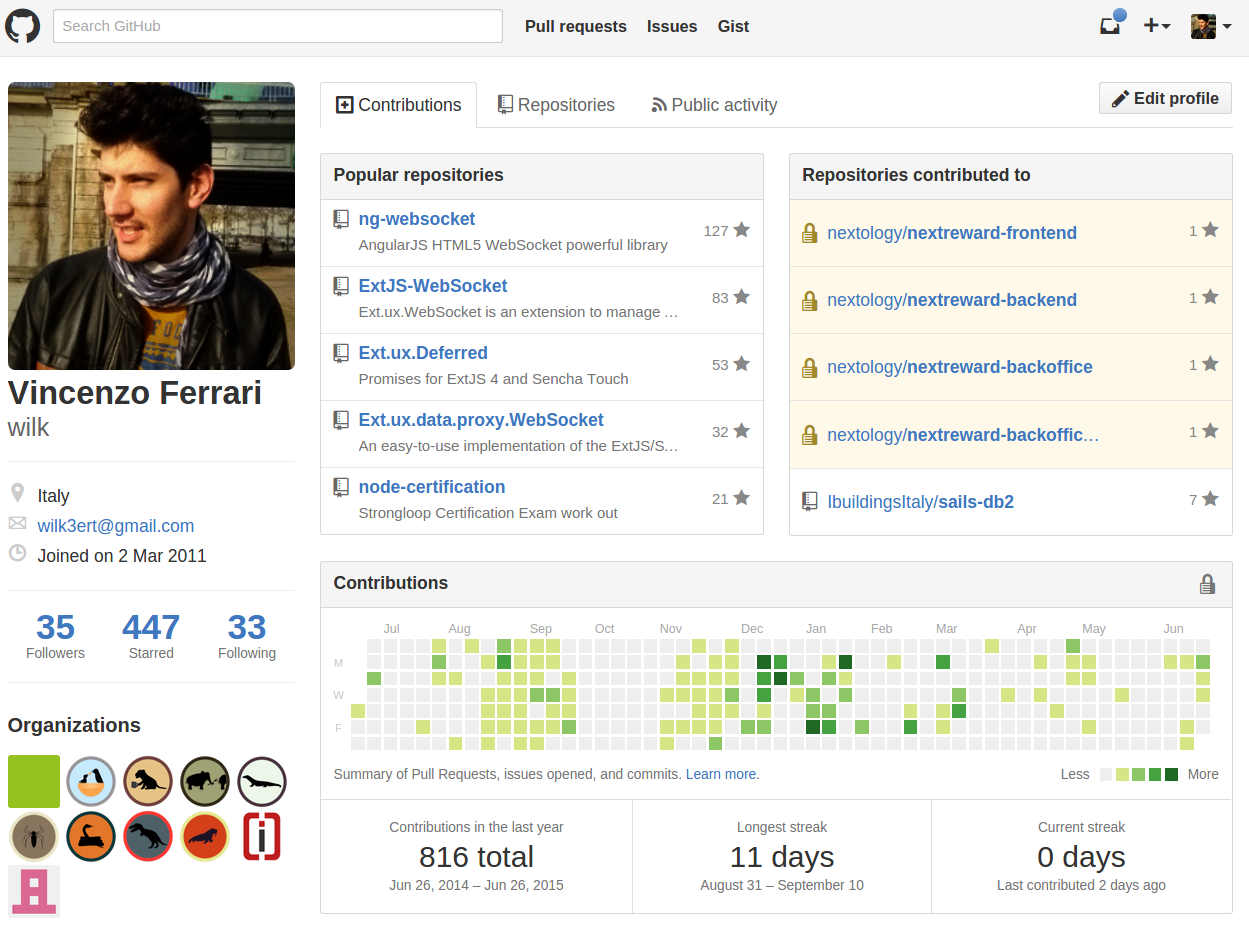 Search GitHub
Pull requests Issues Gist
Contributions Repositories Public activity
Edit profile
Vincenzo Ferrari
wilk
Italy
wilk3ert@gmail.com
Joined on 2 Mar 2011
35 447 33
Followers Starred Following
Organizations
Popular repositories
ng-websocket
AngularJS HTML5 WebSocket powerful library
127
ExtJS-WebSocket
Ext.ux.WebSocket is an extension to manage …
83
Ext.ux.Deferred
Promises for ExtJS 4 and Sencha Touch
53
Ext.ux.data.proxy.WebSocket
An easy-to-use implementation of the ExtJS/S…
32
node-certification
Strongloop Certification Exam work out
21
Repositories contributed to
nextology/nextreward-frontend 1
nextology/nextreward-backend 1
nextology/nextreward-backoffice 1
nextology/nextreward-backoffic… 1
IbuildingsItaly/sails-db2 7
Contributions
Jul Aug Sep Oct Nov Dec Jan Feb Mar Apr May Jun
M
W
F
Summary of Pull Requests, issues opened, and commits. Learn more.
Less More
Contributions in the last year
816 total
Jun 26, 2014 – Jun 26, 2015
Longest streak
11 days
August 31 – September 10
Current streak
0 days
Last contributed 2 days ago